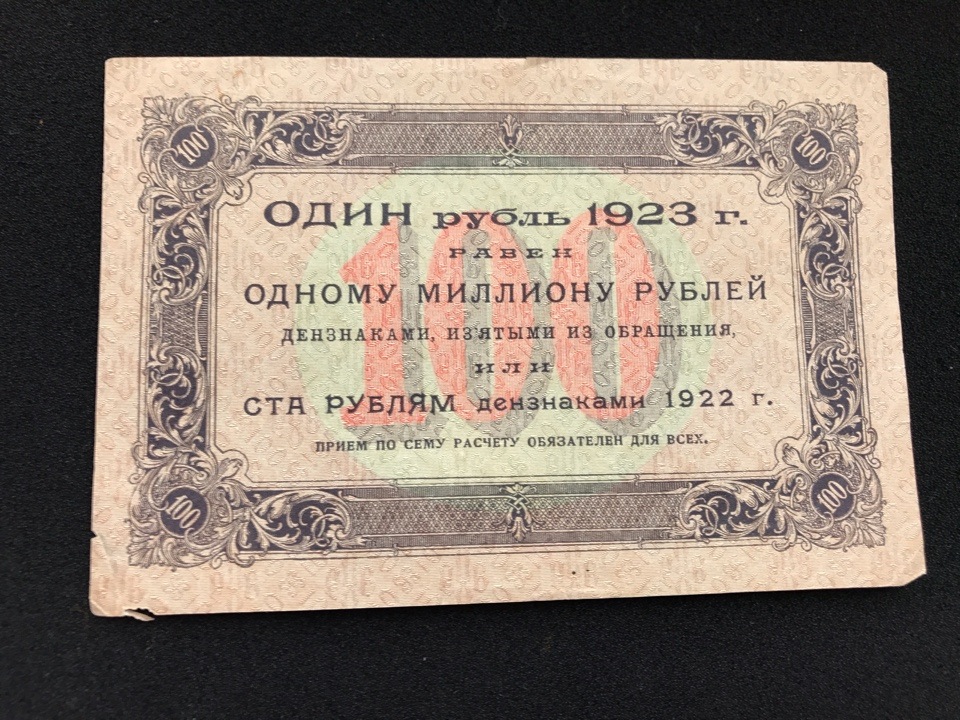 100 100
ОДИН рубль 1923 г.
РАВЕН
ОДНОМУ МИЛЛИОНУ РУБЛЕЙ
ДЕНЗНАКАМИ, ИЗ'ЯТЫМИ ИЗ ОБРАЩЕНИЯ,
ИЛИ
100
СТА РУБЛЯМ дензнаками 1922 г.
ПРИЕМ ПО СЕМУ РАСЧЕТУ ОБЯЗАТЕЛЕН ДЛЯ ВСЕХ.
100 100